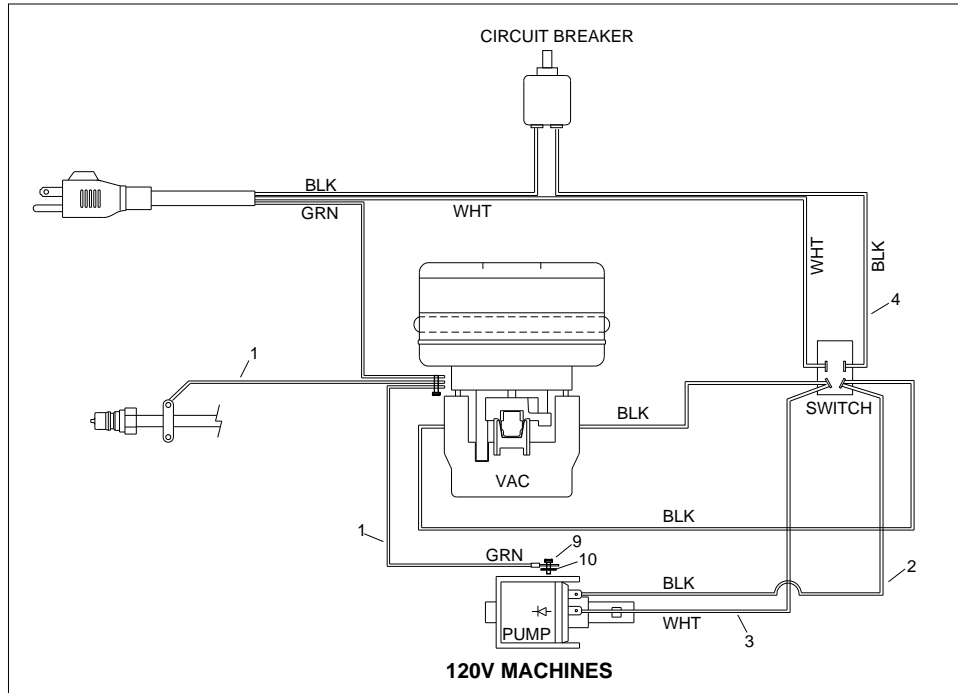 CIRCUIT BREAKER
BLK
GRN
WHT
WHT
BLK
4
1
SWITCH
BLK
VAC
BLK
1
GRN
9
10
BLK
2
PUMP
WHT
3
120V MACHINES